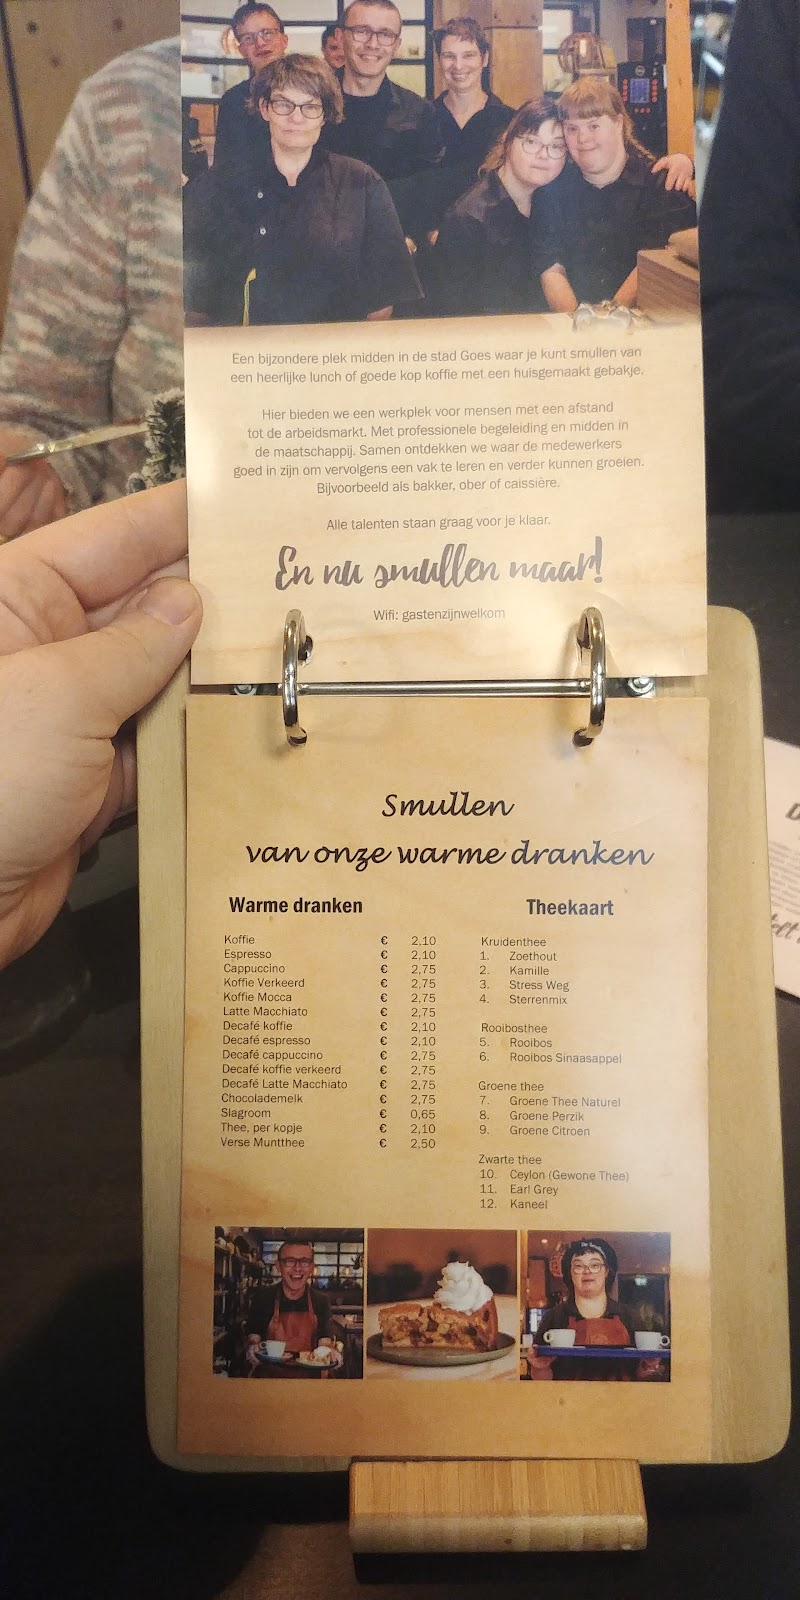 Een bijzondere plek midden in de stad Goes waar je kunt smullen van
een heerlijke lunch of goede kop koffie met een huisgemaakt gebakje.
Hier bieden we een werkplek voor mensen met een afstand
tot de arbeidsmarkt. Met professionele begeleiding en midden in
de maatschappij. Samen ontdekken we waar de medewerkers
goed in zijn om vervolgens een vak te leren en verder kunnen groeien.
Bijvoorbeeld als bakker, ober of caissière.
Alle talenten staan graag voor je klaar.
En nu smullen maar!
Wifi: gastenzijnwelkom
Smullen
van onze warme dranken
Warme dranken
Koffie € 2,10
Espresso € 2,10
Cappuccino € 2,75
Koffie Verkeerd € 2,75
Koffie Mocca € 2,75
Latte Macchiato € 2,75
Decafé koffie € 2,10
Decafé espresso € 2,10
Decafé cappuccino € 2,75
Decafé koffie verkeerd € 2,75
Decafé Latte Macchiato € 2,75
Chocolademelk € 2,75
Slagroom € 0,65
Thee, per kopje € 2,10
Verse Muntthee € 2,50
Theekaart
Kruidenthee
1. Zoethout
2. Kamille
3. Stress Weg
4. Sterrenmix
Rooibosthee
5. Rooibos
6. Rooibos Sinaasappel
Groene thee
7. Groene Thee Naturel
8. Groene Perzik
9. Groene Citroen
Zwarte thee
10. Ceylon (Gewone Thee)
11. Earl Grey
12. Kaneel